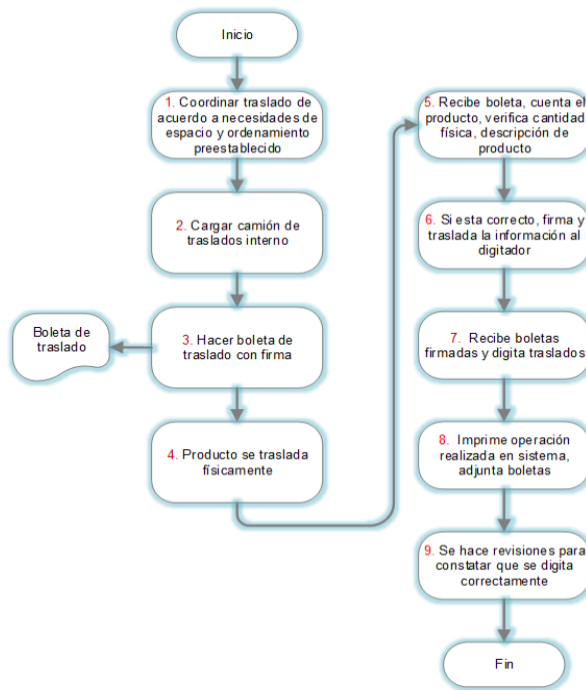 Inicio
1. Coordinar traslado de
acuerdo a necesidades de
espacio y ordenamiento
preestablecido
2. Cargar camión de
traslados interno
3. Hacer boleta de
traslado con firma
Boleta de
traslado
4. Producto se traslada
físicamente
5. Recibe boleta, cuenta el
producto, verifica cantidad
física, descripción de
producto
6. Si esta correcto, firma y
traslada la información al
digitador
7. Recibe boletas
firmadas y digita traslados
8. Imprime operación
realizada en sistema,
adjunta boletas
9. Se hace revisiones para
constatar que se digita
correctamente
Fin